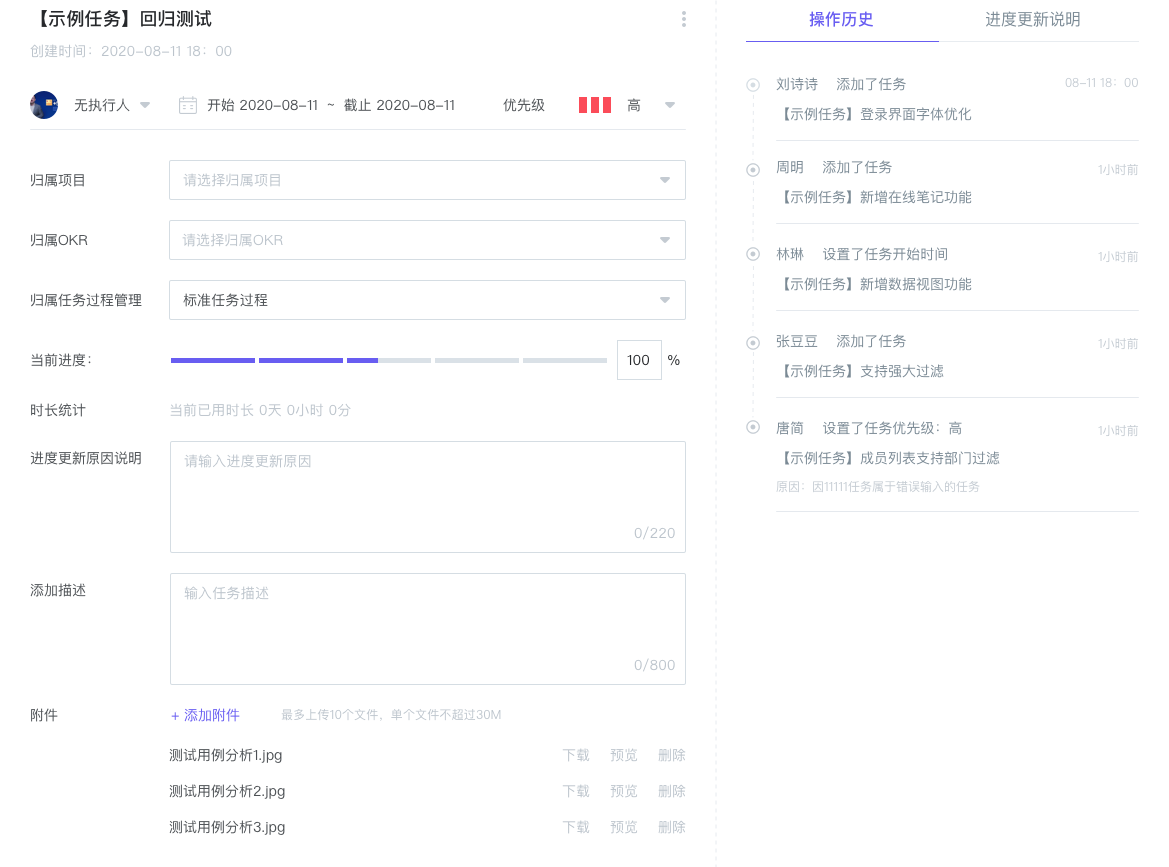 【示例任务】回归测试
创建时间：2020-08-11 18：00
无执行人 开始 2020-08-11 ~ 截止 2020-08-11 优先级 高
归属项目 请选择归属项目
归属OKR 请选择归属OKR
归属任务过程管理 标准任务过程
当前进度： 100 %
时长统计 当前已用时长 0天 0小时 0分
进度更新原因说明 请输入进度更新原因
0/220
添加描述 输入任务描述
0/800
附件 + 添加附件 最多上传10个文件，单个文件不超过30M
测试用例分析1.jpg 下载 预览 删除
测试用例分析2.jpg 下载 预览 删除
测试用例分析3.jpg 下载 预览 删除
操作历史 进度更新说明
刘诗诗 添加了任务 08-11 18：00
【示例任务】登录界面字体优化
周明 添加了任务 1小时前
【示例任务】新增在线笔记功能
林琳 设置了任务开始时间 1小时前
【示例任务】新增数据视图功能
张豆豆 添加了任务 1小时前
【示例任务】支持强大过滤
唐简 设置了任务优先级：高 1小时前
【示例任务】成员列表支持部门过滤
原因：因11111任务属于错误输入的任务